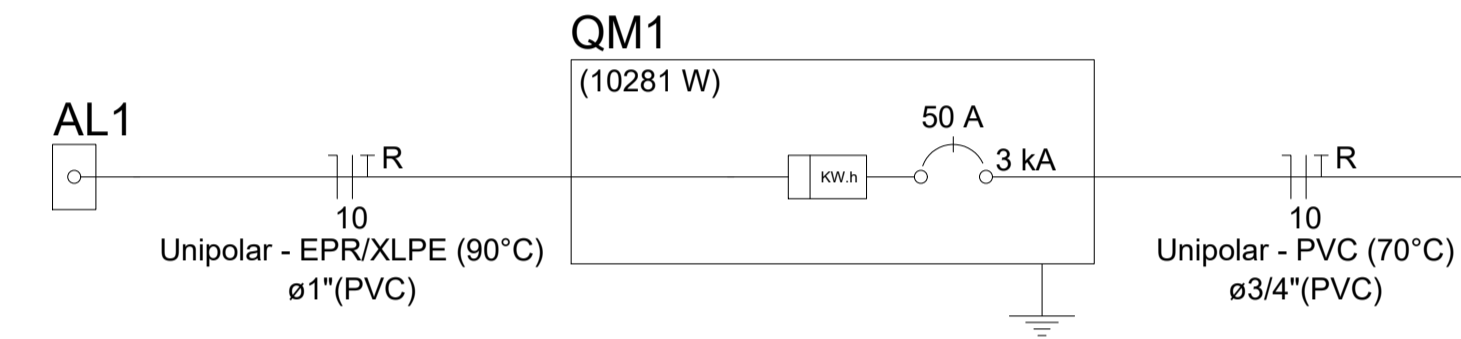 QM1
(10281 W)
AL1
50 A
R
3 kA
R
KW.h
10
10
Unipolar - EPR/XLPE (90°C)
Unipolar - PVC (70°C)
ø1"(PVC)
ø3/4"(PVC)